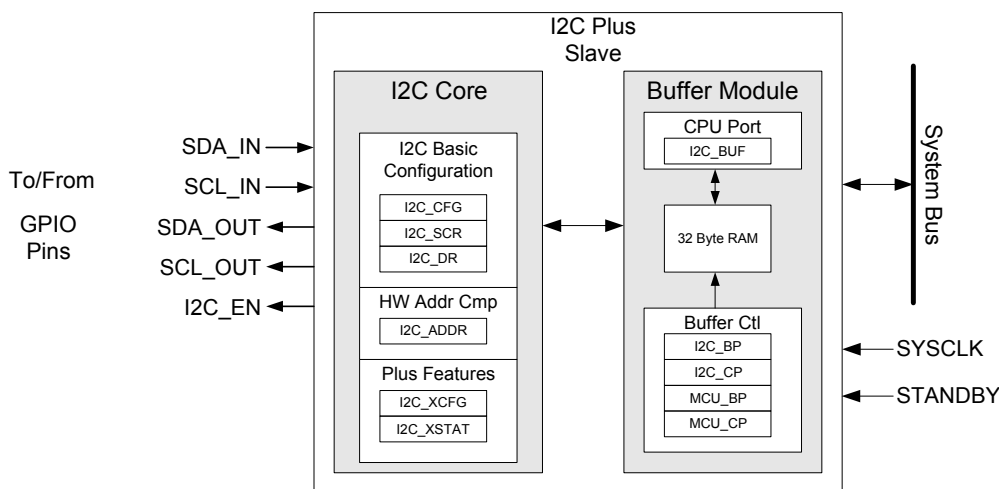 I2C Plus
Slave
I2C Core
I2C Basic
Configuration
I2C_CFG
I2C_SCR
I2C_DR
HW Addr Cmp
I2C_ADDR
Plus Features
I2C_XCFG
I2C_XSTAT
Buffer Module
CPU Port
I2C_BUF
32 Byte RAM
Buffer Ctl
I2C_BP
I2C_CP
MCU_BP
MCU_CP
To/From
GPIO
Pins
SDA_IN
SCL_IN
SDA_OUT
SCL_OUT
I2C_EN
System Bus
SYSCLK
STANDBY